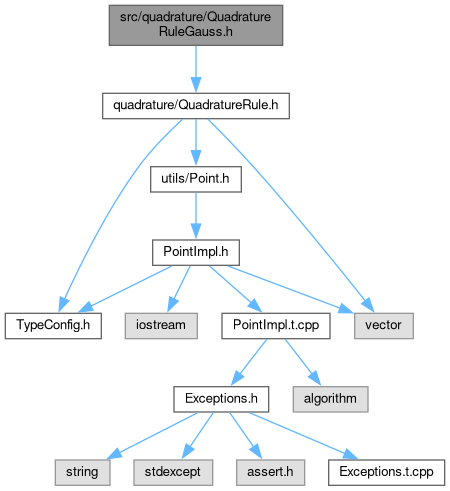 src/quadrature/Quadrature
RuleGauss.h
quadrature/QuadratureRule.h
utils/Point.h
PointImpl.h
TypeConfig.h
iostream
PointImpl.t.cpp
vector
Exceptions.h
algorithm
string
stdexcept
assert.h
Exceptions.t.cpp